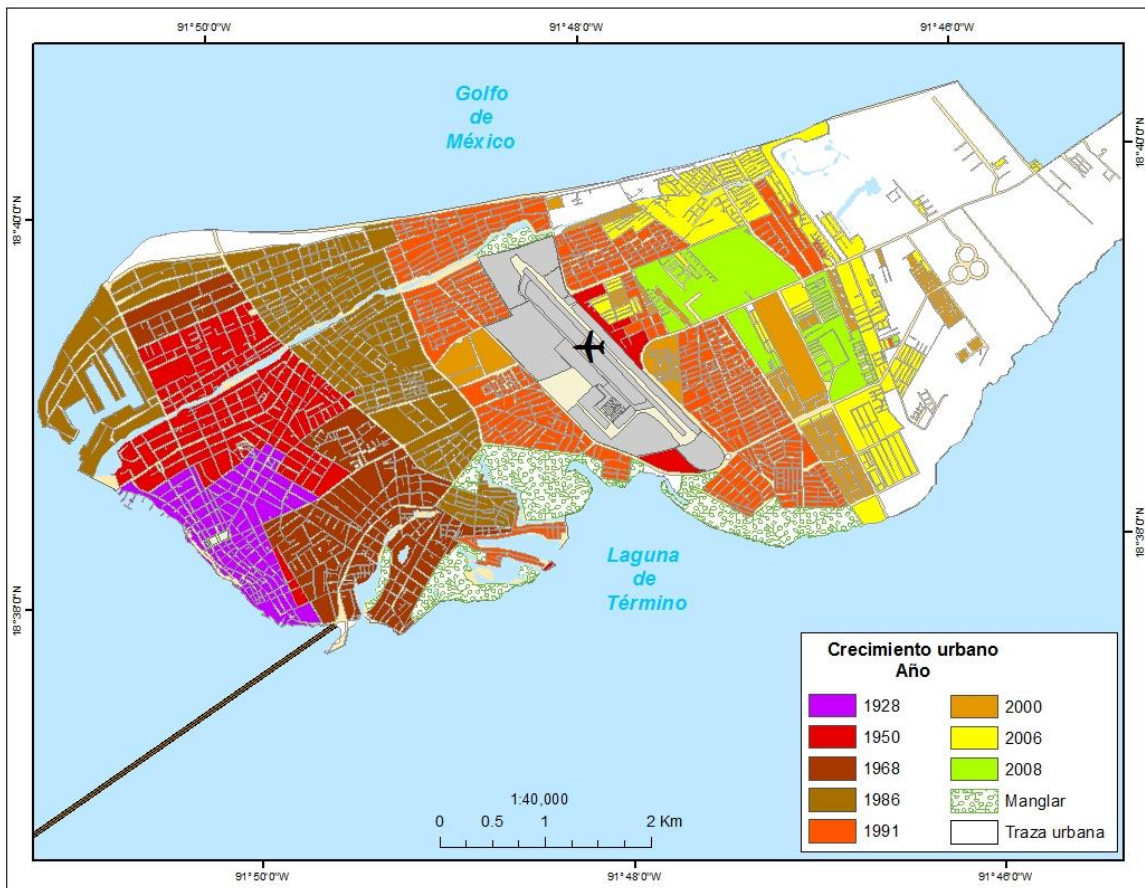 91°50'0"W
91°48'0"W
91°46'0"W
Golfo
de
México
18°40'0"N
18°40'0"N
18°38'0"N
18°38'0"N
Laguna
de
Término
1:40,000
0 0.5 1 2 Km
Crecimiento urbano
Año
1928
1950
1968
1986
1991
2000
2006
2008
Manglar
Traza urbana
91°50'0"W
91°48'0"W
91°46'0"W